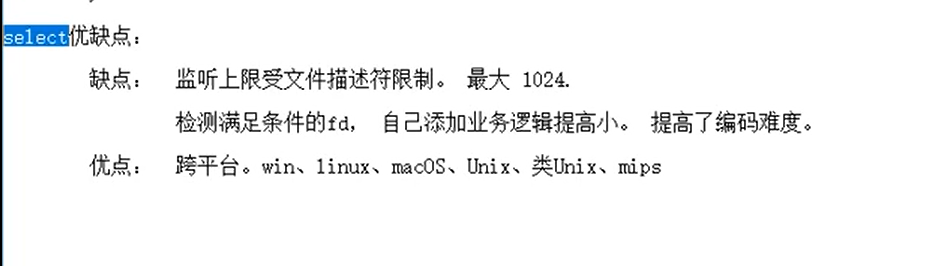 select优缺点：
缺点： 监听上限受文件描述符限制。 最大 1024.
检测满足条件的fd， 自己添加业务逻辑提高小。 提高了编码难度。
优点： 跨平台。win、linux、macOS、Unix、类Unix、mips